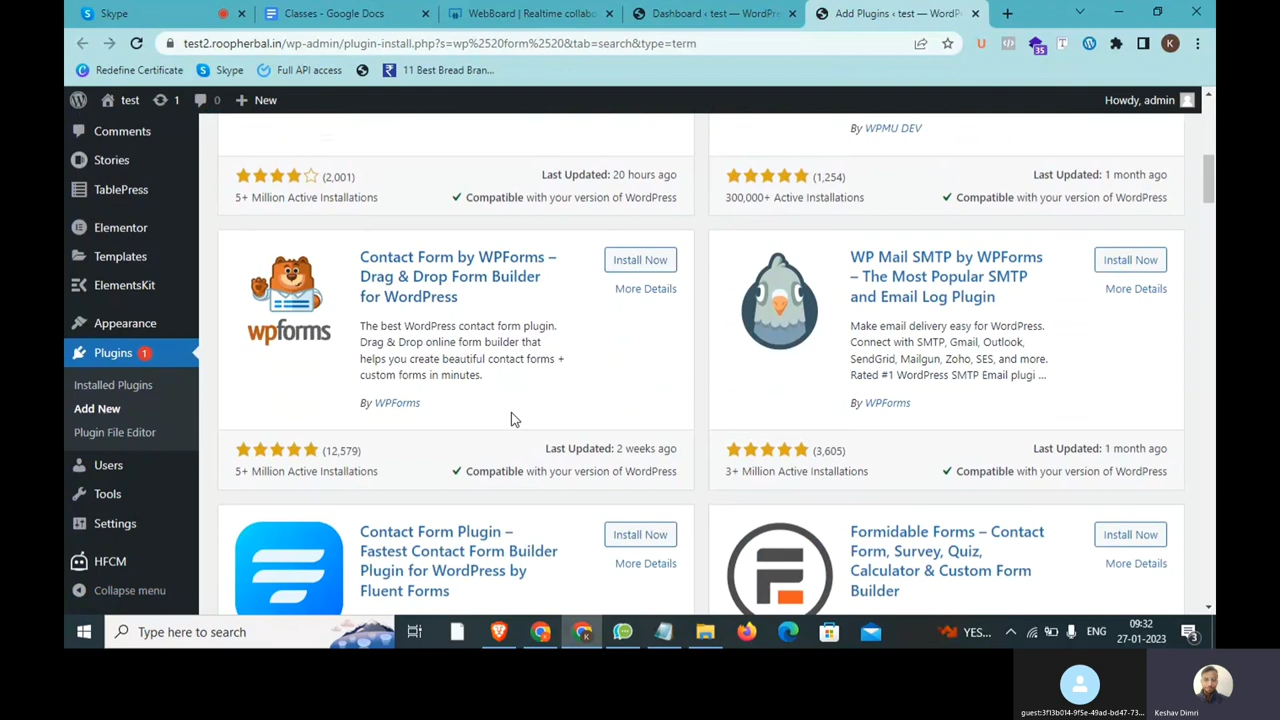 Skype
Classes - Google Docs
WebBoard | Realtime collabo
Dashboard ‹ test — WordPre
Add Plugins ‹ test — WordP
test2.roopherbal.in/wp-admin/plugin-install.php?s=wp%2520form%2520&tab=search&type=term
U
35
T
K
Redefine Certificate
Skype
Full API access
11 Best Bread Bran...
test
1
0
New
Howdy, admin
Comments
Stories
TablePress
Elementor
Templates
ElementsKit
Appearance
Plugins 1
Installed Plugins
Add New
Plugin File Editor
Users
Tools
Settings
HFCM
Collapse menu
(2,001)
Last Updated: 20 hours ago
5+ Million Active Installations
Compatible with your version of WordPress
By WPMU DEV
(1,254)
Last Updated: 1 month ago
300,000+ Active Installations
Compatible with your version of WordPress
wpforms
Contact Form by WPForms –
Drag & Drop Form Builder
for WordPress
Install Now
More Details
The best WordPress contact form plugin.
Drag & Drop online form builder that
helps you create beautiful contact forms +
custom forms in minutes.
By WPForms
(12,579)
Last Updated: 2 weeks ago
5+ Million Active Installations
Compatible with your version of WordPress
WP Mail SMTP by WPForms
– The Most Popular SMTP
and Email Log Plugin
Install Now
More Details
Make email delivery easy for WordPress.
Connect with SMTP, Gmail, Outlook,
SendGrid, Mailgun, Zoho, SES, and more.
Rated #1 WordPress SMTP Email plugi ...
By WPForms
(3,605)
Last Updated: 1 month ago
3+ Million Active Installations
Compatible with your version of WordPress
Contact Form Plugin –
Fastest Contact Form Builder
Plugin for WordPress by
Fluent Forms
Install Now
More Details
Formidable Forms – Contact
Form, Survey, Quiz,
Calculator & Custom Form
Builder
Install Now
More Details
Type here to search
YES...
ENG
09:32
27-01-2023
3
Keshav Dimri